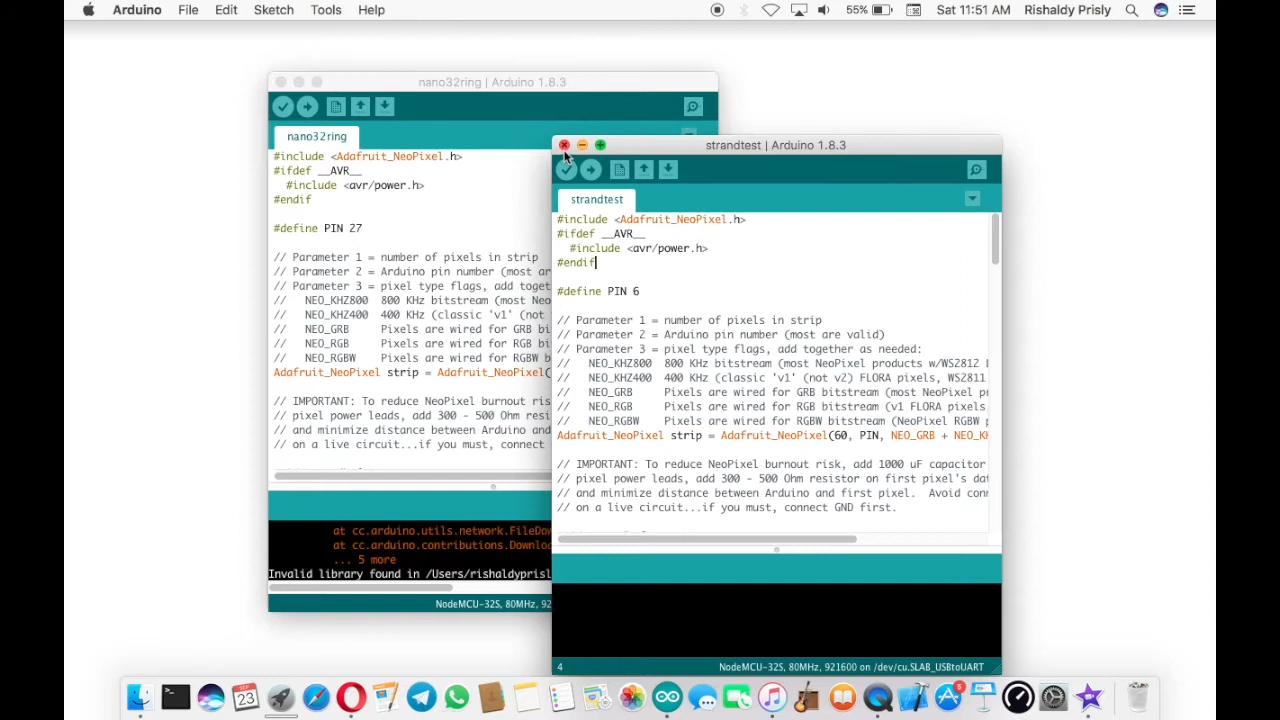 Arduino File Edit Sketch Tools Help 55% Sat 11:51 AM Rishaldy Prisly
nano32ring | Arduino 1.8.3
nano32ring
#include <Adafruit_NeoPixel.h>
#ifdef __AVR__
#include <avr/power.h>
#endif
#define PIN 27
// Parameter 1 = number of pixels in strip
// Parameter 2 = Arduino pin number (most are
// Parameter 3 = pixel type flags, add together
// NEO_KHZ800 800 KHz bitstream (most Neo
// NEO_KHZ400 400 KHz (classic 'v1' (not
// NEO_GRB Pixels are wired for GRB bi
// NEO_RGB Pixels are wired for RGB bi
// NEO_RGBW Pixels are wired for RGBW bi
Adafruit_NeoPixel strip = Adafruit_NeoPixel(
// IMPORTANT: To reduce NeoPixel burnout ris
// pixel power leads, add 300 - 500 Ohm resi
// and minimize distance between Arduino and
// on a live circuit...if you must, connect
at cc.arduino.utils.network.FileDow
at cc.arduino.contributions.Downlo
... 5 more
Invalid library found in /Users/rishaldyprisl
NodeMCU-32S, 80MHz, 92
strandtest | Arduino 1.8.3
strandtest
#include <Adafruit_NeoPixel.h>
#ifdef __AVR__
#include <avr/power.h>
#endif
#define PIN 6
// Parameter 1 = number of pixels in strip
// Parameter 2 = Arduino pin number (most are valid)
// Parameter 3 = pixel type flags, add together as needed:
// NEO_KHZ800 800 KHz bitstream (most NeoPixel products w/WS2812
// NEO_KHZ400 400 KHz (classic 'v1' (not v2) FLORA pixels, WS2811
// NEO_GRB Pixels are wired for GRB bitstream (most NeoPixel pr
// NEO_RGB Pixels are wired for RGB bitstream (v1 FLORA pixels
// NEO_RGBW Pixels are wired for RGBW bitstream (NeoPixel RGBW p
Adafruit_NeoPixel strip = Adafruit_NeoPixel(60, PIN, NEO_GRB + NEO_KH
// IMPORTANT: To reduce NeoPixel burnout risk, add 1000 uF capacitor
// pixel power leads, add 300 - 500 Ohm resistor on first pixel's dat
// and minimize distance between Arduino and first pixel. Avoid con
// on a live circuit...if you must, connect GND first.
4 NodeMCU-32S, 80MHz, 921600 on /dev/cu.SLAB_USBtoUART
SEP
23
5